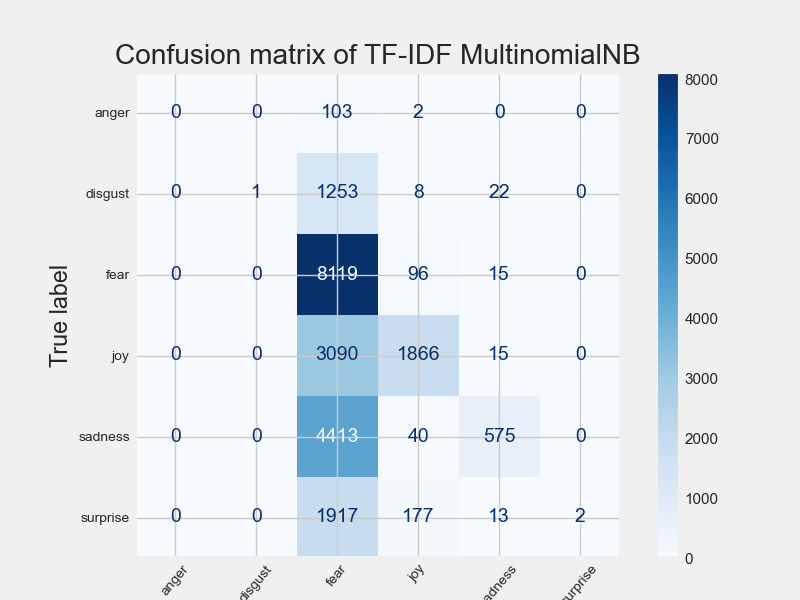 Confusion matrix of TF-IDF MultinomialNB
True label
anger 0 0 103 2 0 0
disgust 0 1 1253 8 22 0
fear 0 0 8119 96 15 0
joy 0 0 3090 1866 15 0
sadness 0 0 4413 40 575 0
surprise 0 0 1917 177 13 2
anger disgust fear joy adness urprise
8000
7000
6000
5000
4000
3000
2000
1000
0